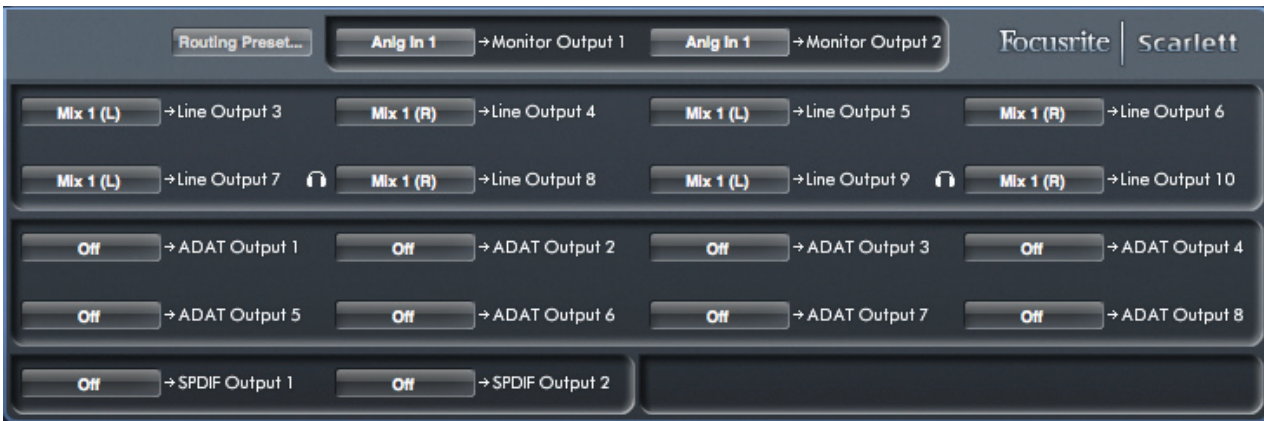 Routing Preset... Anlg In 1 →Monitor Output 1 Anlg In 1 →Monitor Output 2 Focusrite | Scarlett
Mix 1 (L) →Line Output 3 Mix 1 (R) →Line Output 4 Mix 1 (L) →Line Output 5 Mix 1 (R) →Line Output 6
Mix 1 (L) →Line Output 7 Mix 1 (R) →Line Output 8 Mix 1 (L) →Line Output 9 Mix 1 (R) →Line Output 10
Off →ADAT Output 1 Off →ADAT Output 2 Off →ADAT Output 3 Off →ADAT Output 4
Off →ADAT Output 5 Off →ADAT Output 6 Off →ADAT Output 7 Off →ADAT Output 8
Off →SPDIF Output 1 Off →SPDIF Output 2